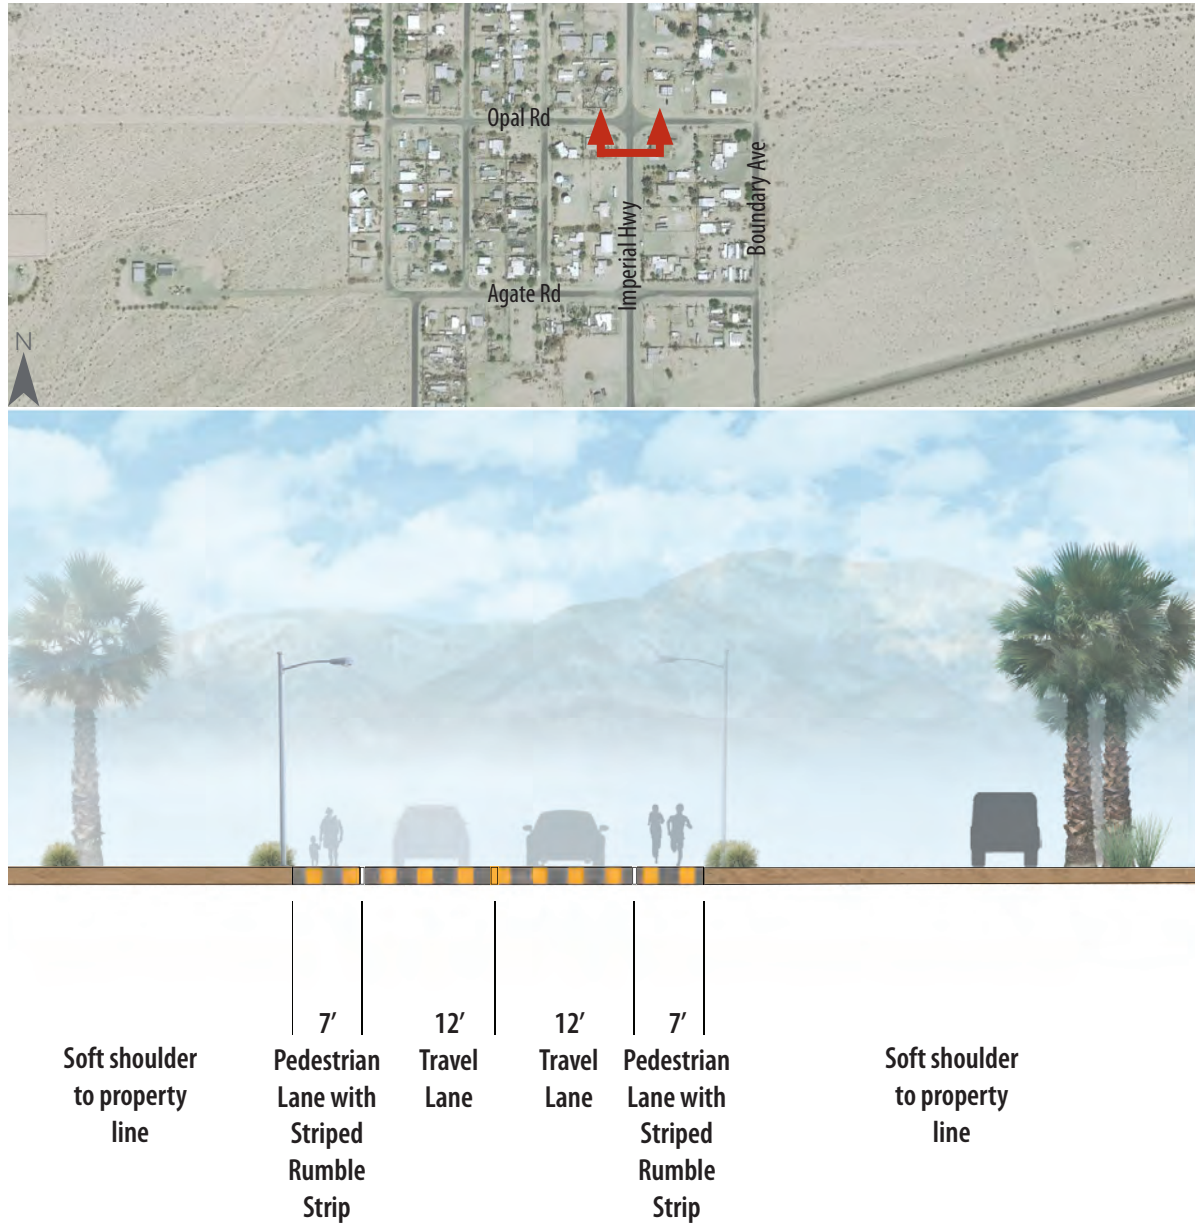 Opal Rd
Boundary Ave
Imperial Hwy
Agate Rd
N
7’
12’
12’
7’
Soft shoulder
to property
line
Pedestrian
Lane with
Striped
Rumble
Strip
Travel
Lane
Travel
Lane
Pedestrian
Lane with
Striped
Rumble
Strip
Soft shoulder
to property
line